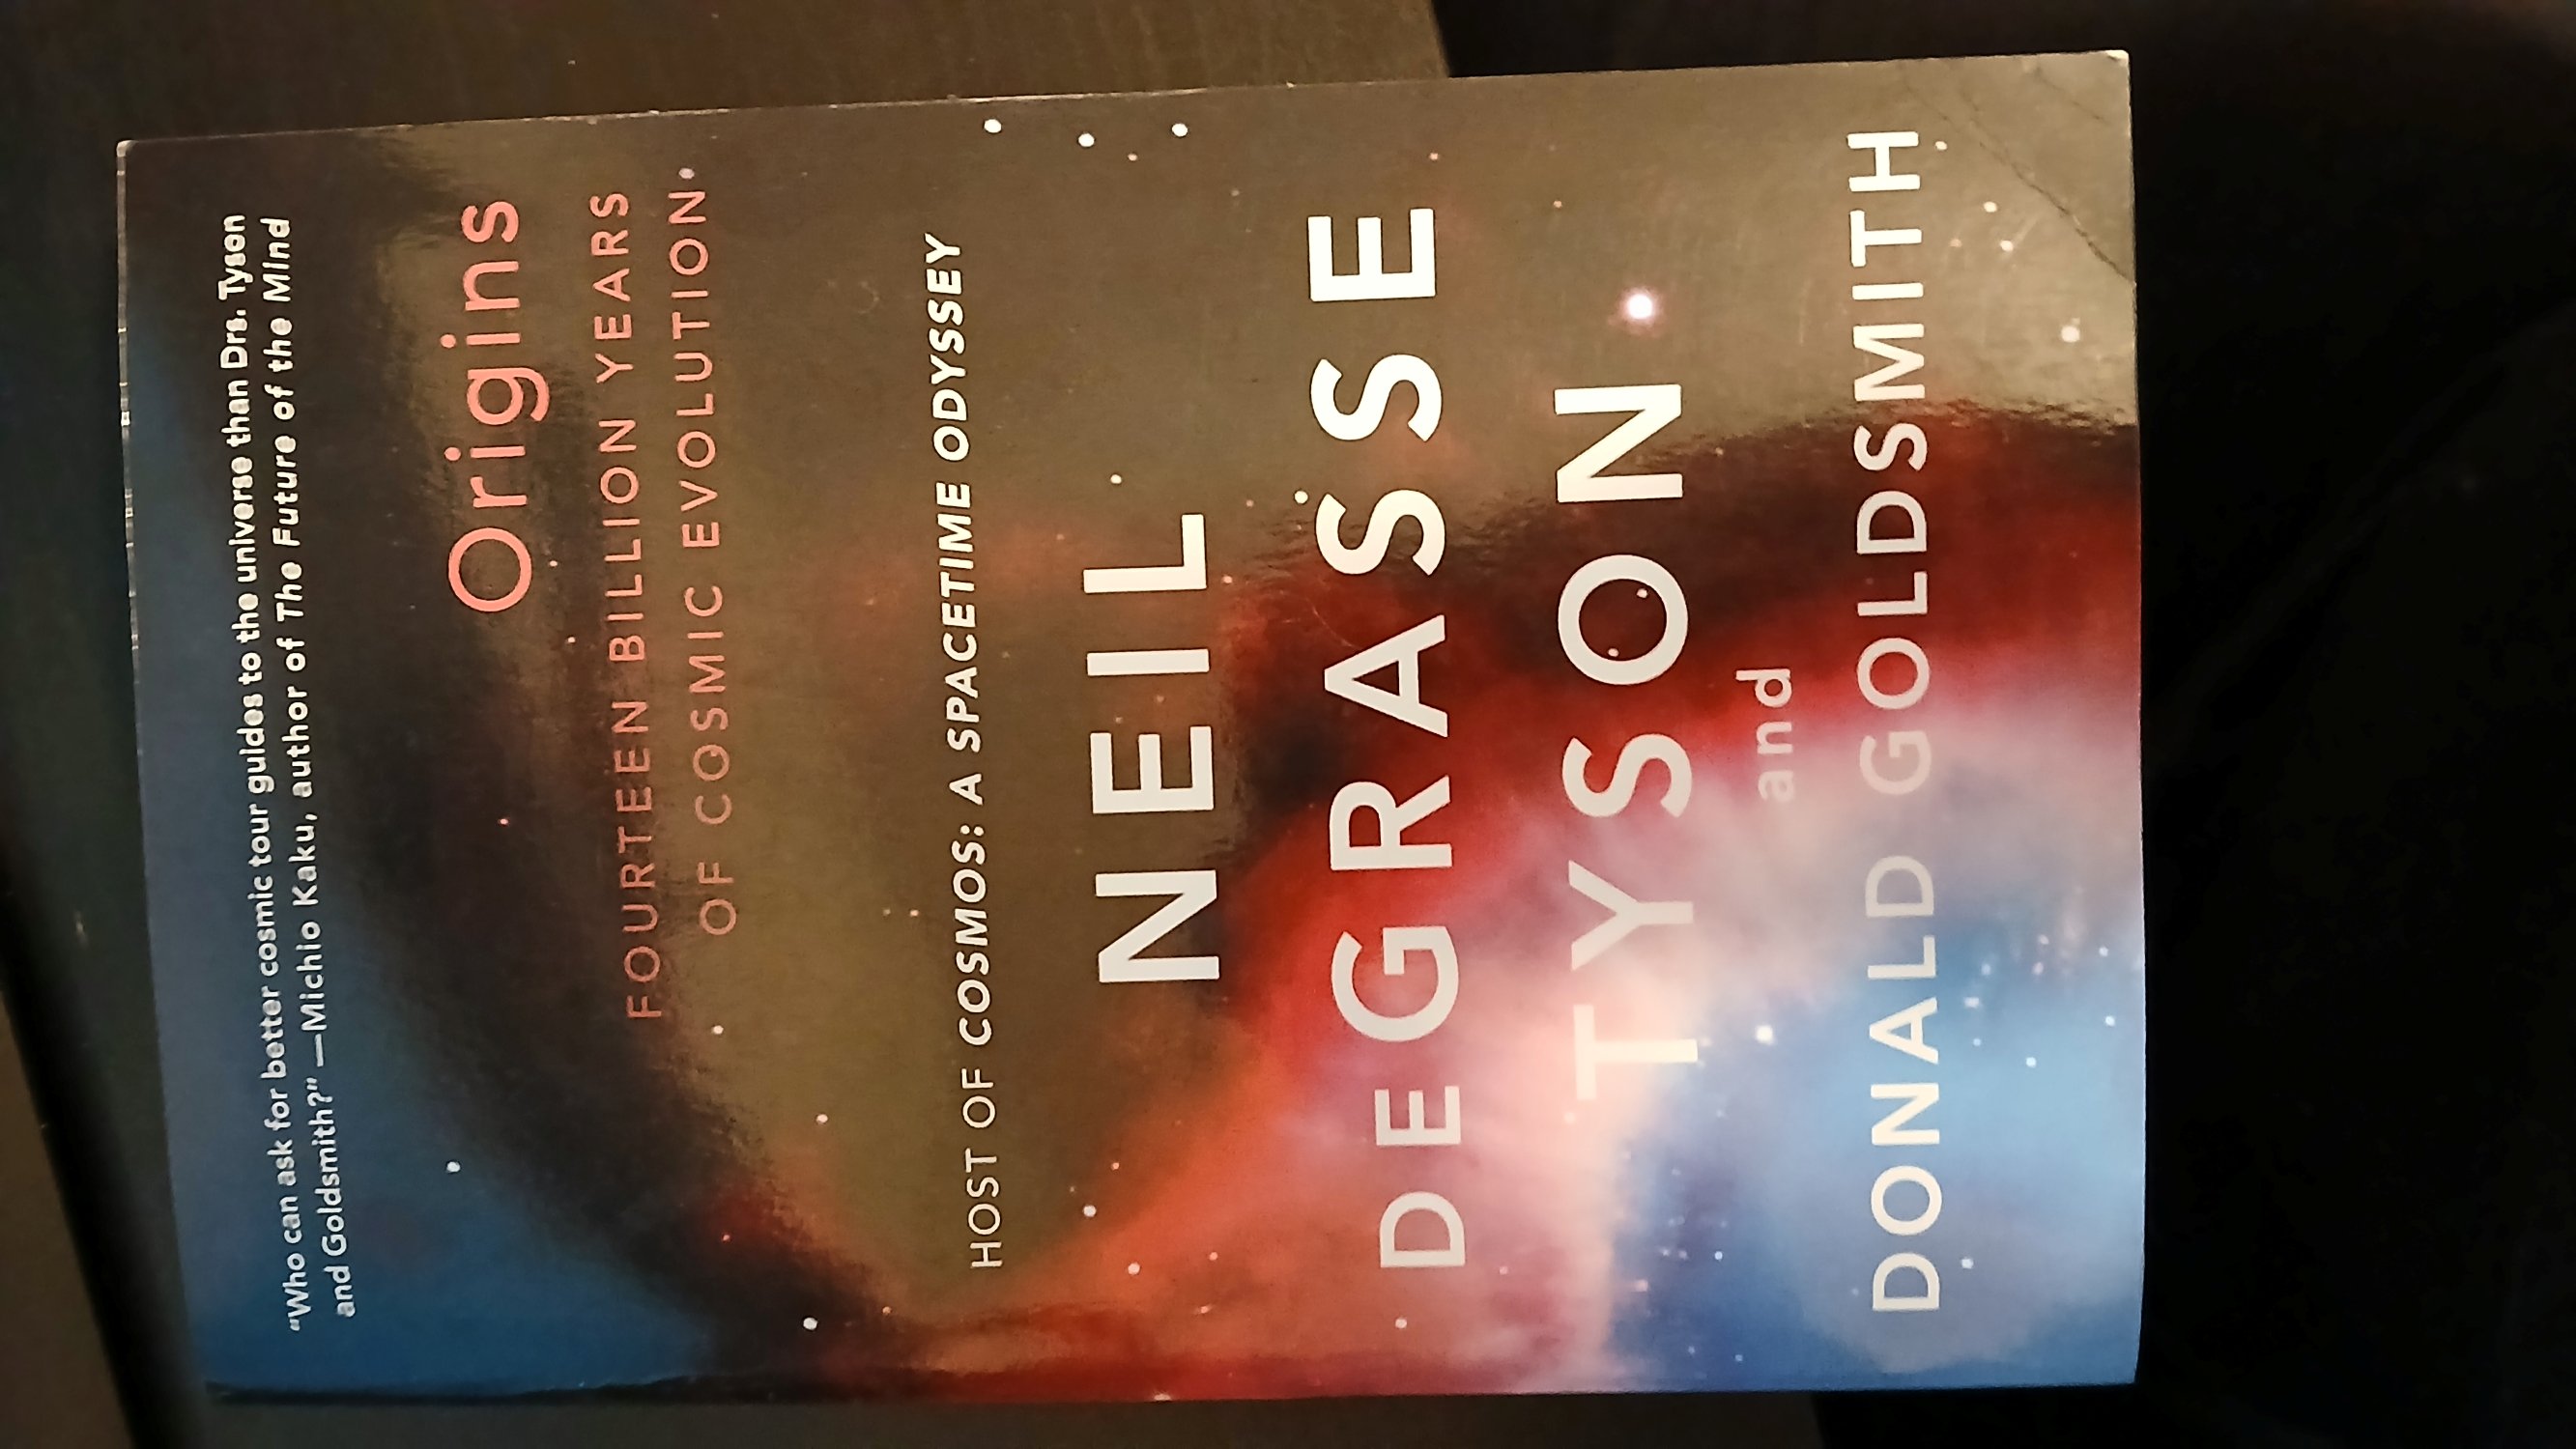 “Who can ask for better cosmic tour guides to the universe than Drs. Tyson
and Goldsmith?” —Michio Kaku, author of The Future of the Mind
Origins
FOURTEEN BILLION YEARS
OF COSMIC EVOLUTION
HOST OF COSMOS: A SPACETIME ODYSSEY
NEIL
DEGRASSE
TYSON
and
DONALD GOLDSMITH